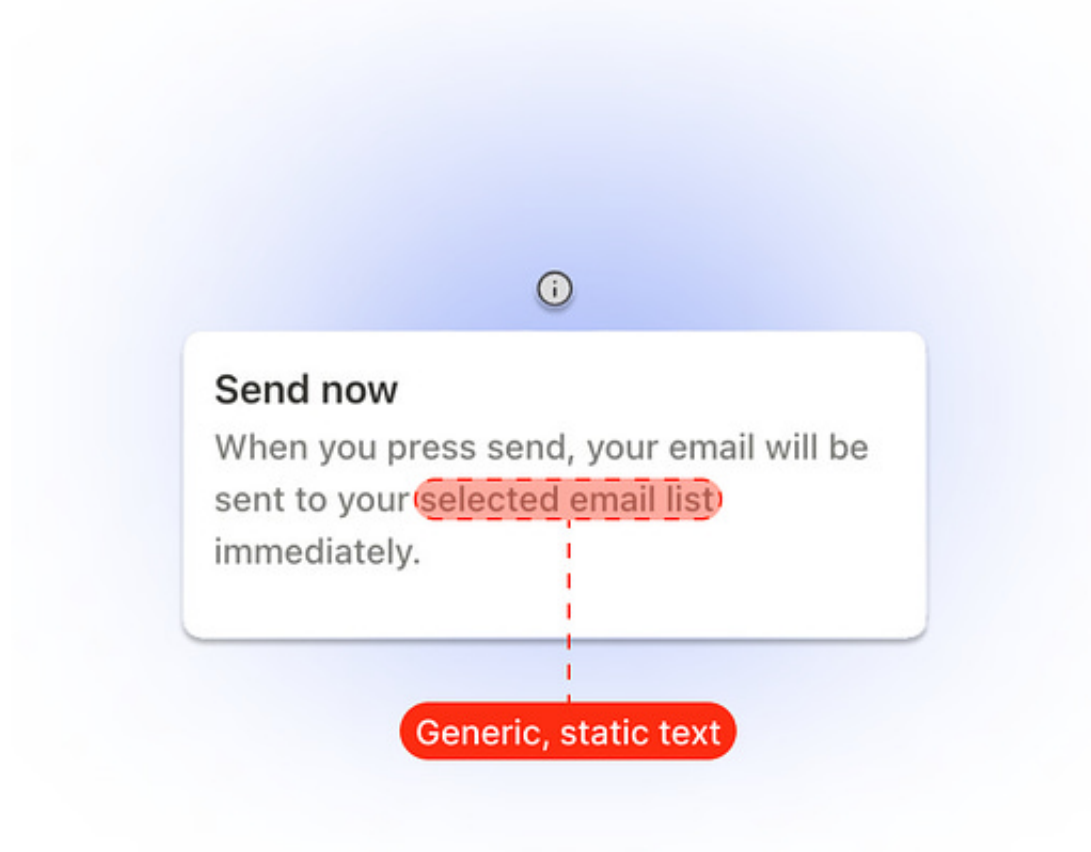 i
Send now
When you press send, your email will be
sent to your selected email list
immediately.
Generic, static text